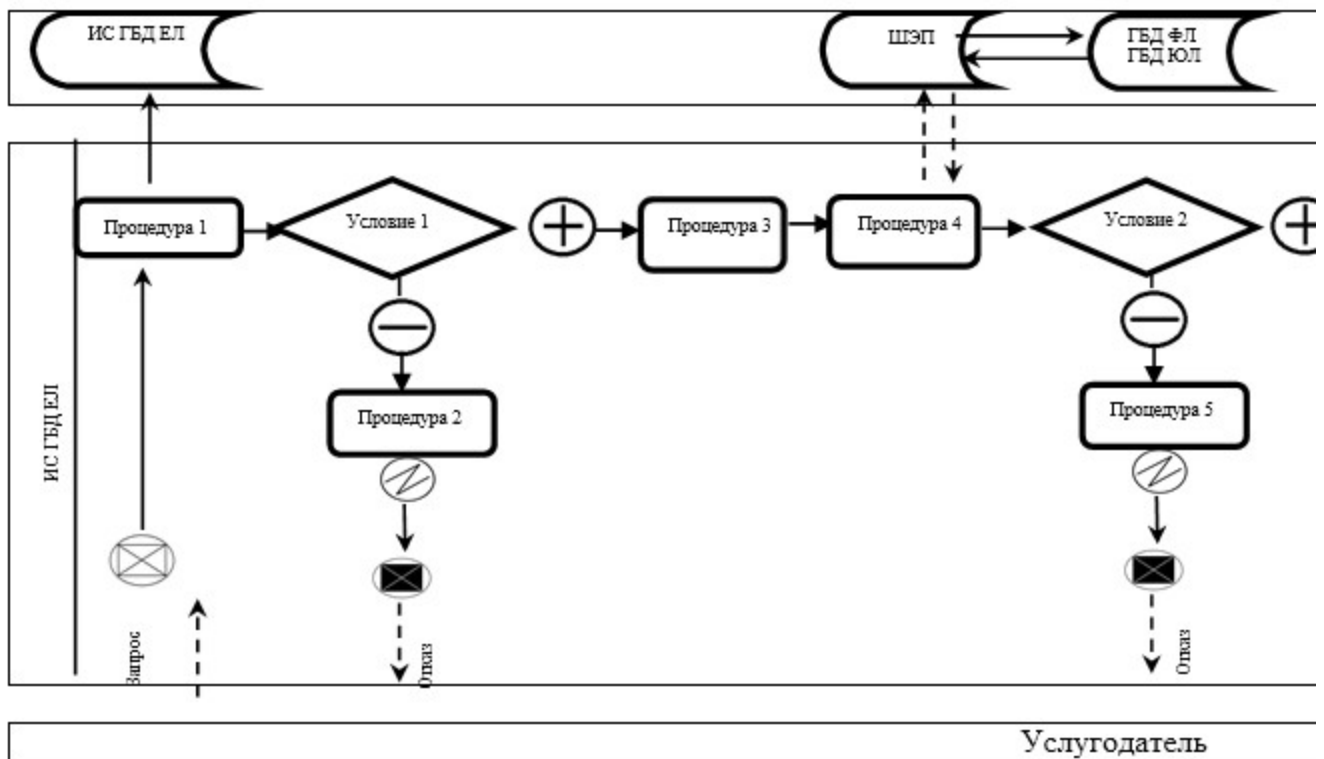 ИС ГБД ЕЛ
ШЭП
ГБД ФЛ
ГБД ЮЛ
Процедура 1
Условие 1
Процедура 3
Процедура 4
Условие 2
Процедура 2
Процедура 5
ИС ГБД ЕЛ
Запрос
Отказ
Отказ
Услугодатель